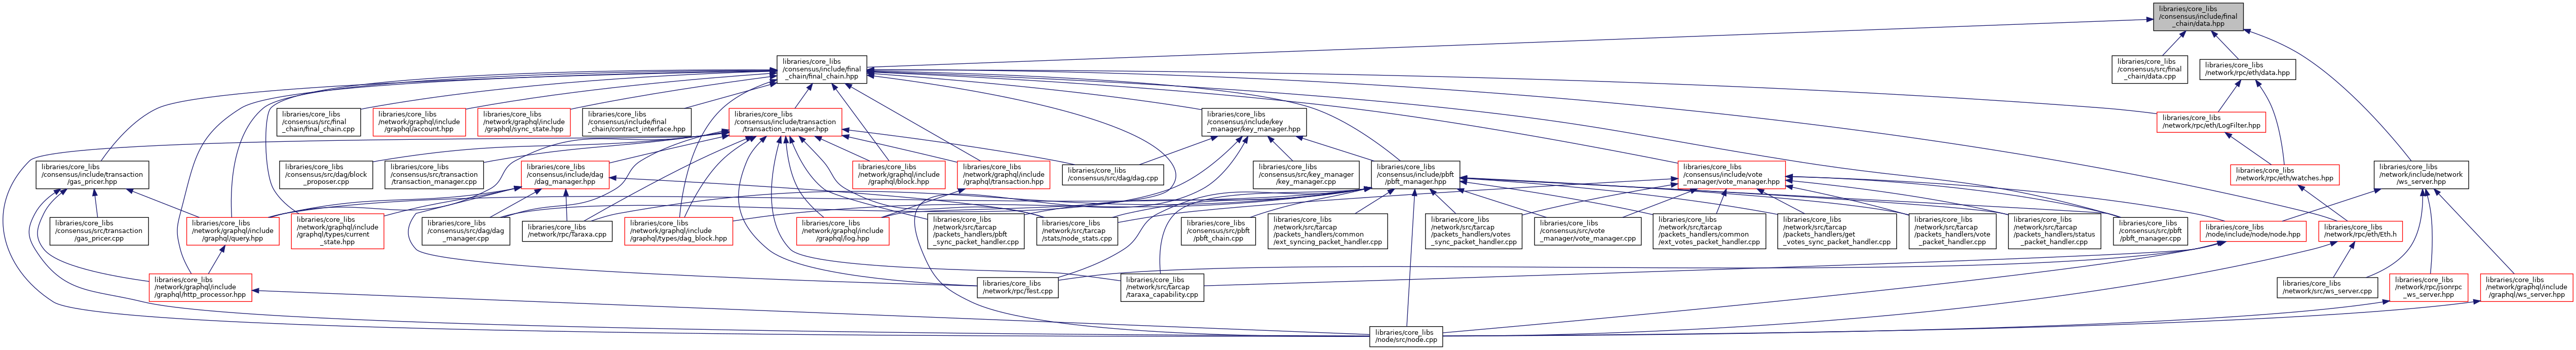 libraries/core_libs
/consensus/include/final
_chain/data.hpp
libraries/core_libs
/consensus/include/final
_chain/final_chain.hpp
libraries/core_libs
/consensus/src/final
_chain/data.cpp
libraries/core_libs
/network/rpc/eth/data.hpp
libraries/core_libs
/consensus/src/final
_chain/final_chain.cpp
libraries/core_libs
/network/graphql/include
/graphql/account.hpp
libraries/core_libs
/network/graphql/include
/graphql/sync_state.hpp
libraries/core_libs
/consensus/include/final
_chain/contract_interface.hpp
libraries/core_libs
/consensus/include/transaction
/transaction_manager.hpp
libraries/core_libs
/consensus/include/key
_manager/key_manager.hpp
libraries/core_libs
/network/rpc/eth/LogFilter.hpp
libraries/core_libs
/consensus/include/transaction
/gas_pricer.hpp
libraries/core_libs
/consensus/src/dag/block
_proposer.cpp
libraries/core_libs
/consensus/src/transaction
/transaction_manager.cpp
libraries/core_libs
/consensus/include/dag
/dag_manager.hpp
libraries/core_libs
/network/graphql/include
/graphql/block.hpp
libraries/core_libs
/network/graphql/include
/graphql/transaction.hpp
libraries/core_libs
/consensus/src/dag/dag.cpp
libraries/core_libs
/consensus/src/key_manager
/key_manager.cpp
libraries/core_libs
/consensus/include/pbft
/pbft_manager.hpp
libraries/core_libs
/consensus/include/vote
_manager/vote_manager.hpp
libraries/core_libs
/network/rpc/eth/watches.hpp
libraries/core_libs
/network/include/network
/ws_server.hpp
libraries/core_libs
/consensus/src/transaction
/gas_pricer.cpp
libraries/core_libs
/network/graphql/include
/graphql/query.hpp
libraries/core_libs
/network/graphql/include
/graphql/types/current
_state.hpp
libraries/core_libs
/consensus/src/dag/dag
_manager.cpp
libraries/core_libs
/network/rpc/Taraxa.cpp
libraries/core_libs
/network/graphql/include
/graphql/types/dag_block.hpp
libraries/core_libs
/network/graphql/include
/graphql/log.hpp
libraries/core_libs
/network/src/tarcap
/packets_handlers/pbft
_sync_packet_handler.cpp
libraries/core_libs
/network/src/tarcap
/stats/node_stats.cpp
libraries/core_libs
/consensus/src/pbft
/pbft_chain.cpp
libraries/core_libs
/network/src/tarcap
/packets_handlers/common
/ext_syncing_packet_handler.cpp
libraries/core_libs
/network/src/tarcap
/packets_handlers/votes
_sync_packet_handler.cpp
libraries/core_libs
/consensus/src/vote
_manager/vote_manager.cpp
libraries/core_libs
/network/src/tarcap
/packets_handlers/common
/ext_votes_packet_handler.cpp
libraries/core_libs
/network/src/tarcap
/packets_handlers/get
_votes_sync_packet_handler.cpp
libraries/core_libs
/network/src/tarcap
/packets_handlers/vote
_packet_handler.cpp
libraries/core_libs
/network/src/tarcap
/packets_handlers/status
_packet_handler.cpp
libraries/core_libs
/consensus/src/pbft
/pbft_manager.cpp
libraries/core_libs
/node/include/node/node.hpp
libraries/core_libs
/network/rpc/eth/Eth.h
libraries/core_libs
/network/graphql/include
/graphql/http_processor.hpp
libraries/core_libs
/network/rpc/Test.cpp
libraries/core_libs
/network/src/tarcap
/taraxa_capability.cpp
libraries/core_libs
/network/src/ws_server.cpp
libraries/core_libs
/network/rpc/jsonrpc
_ws_server.hpp
libraries/core_libs
/network/graphql/include
/graphql/ws_server.hpp
libraries/core_libs
/node/src/node.cpp